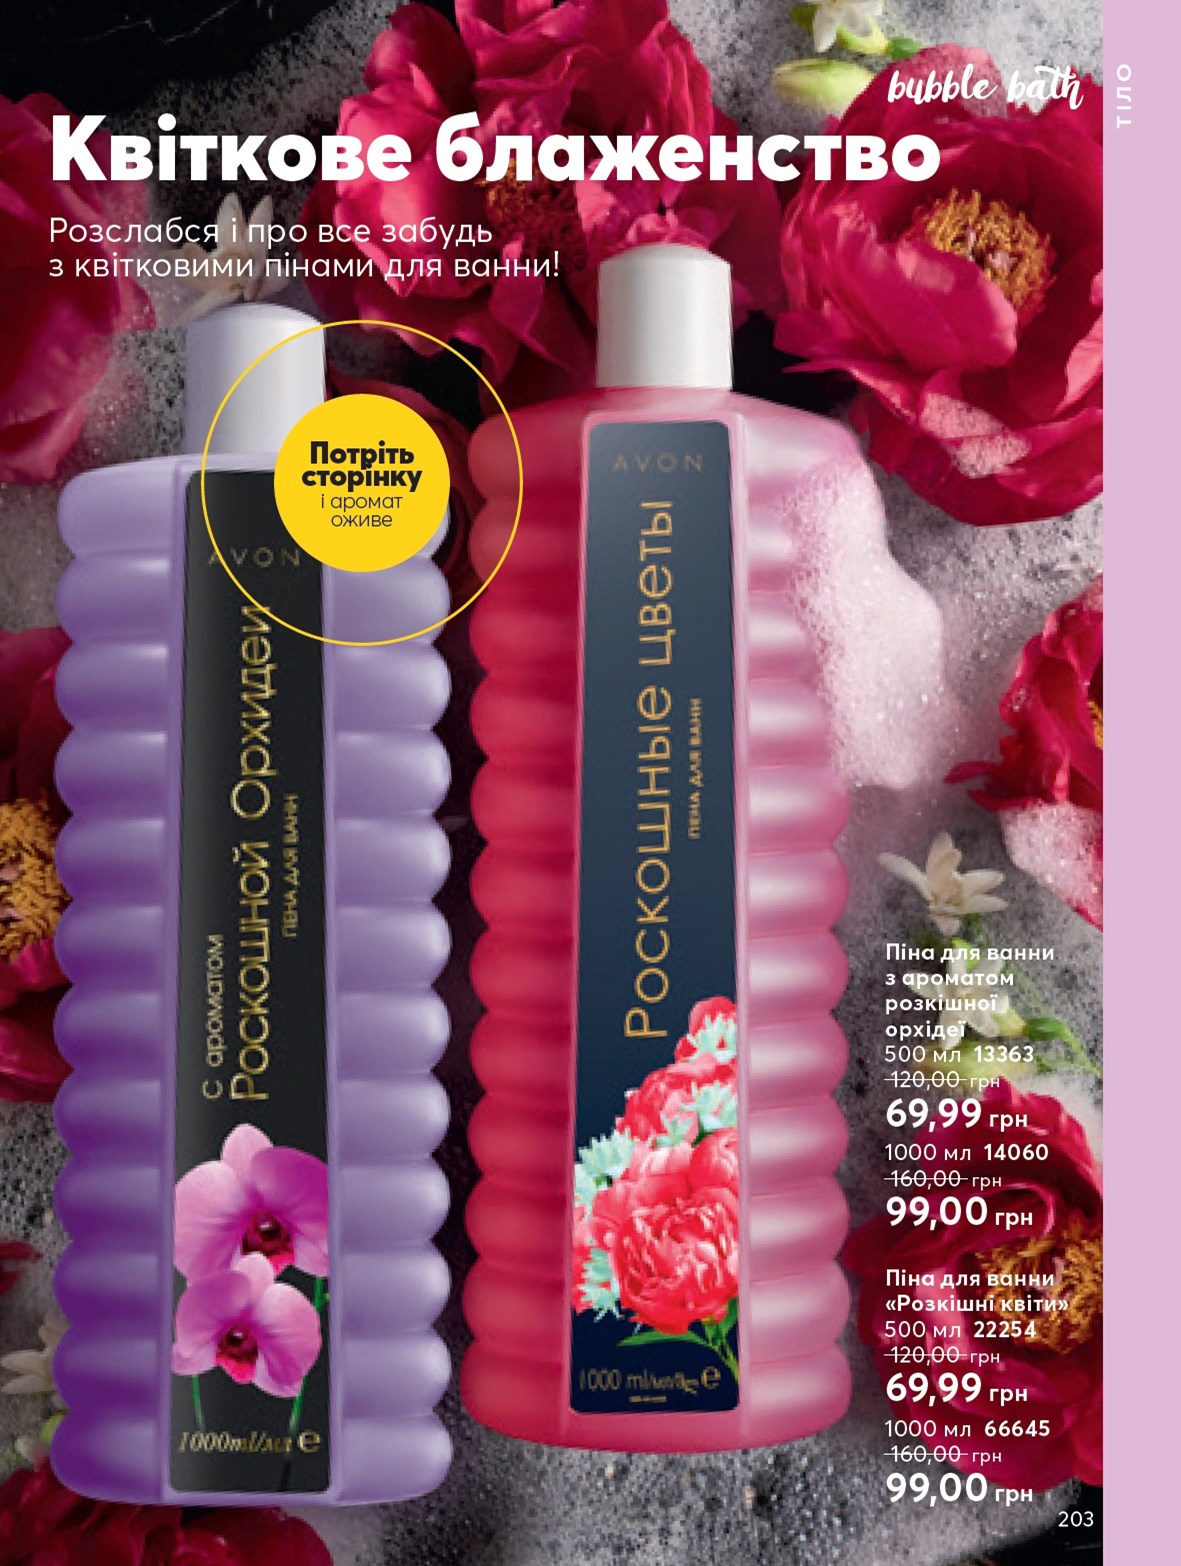 bubble bath
ТІЛО
Квіткове блаженство
Розслабся і про все забудь
з квітковими пінами для ванни!
Потріть
сторінку
і аромат
оживе
AVON
С ароматом
Роскошной Орхидеи
ПЕНА ДЛЯ ВАНН
1000ml/мл e
AVON
Роскошные цветы
ПЕНА ДЛЯ ВАНН
1000 ml/мл e
Піна для ванни
з ароматом
розкішної
орхідеї
500 мл 13363
120,00 грн
69,99 грн
1000 мл 14060
160,00 грн
99,00 грн
Піна для ванни
«Розкішні квіти»
500 мл 22254
120,00 грн
69,99 грн
1000 мл 66645
160,00 грн
99,00 грн
203